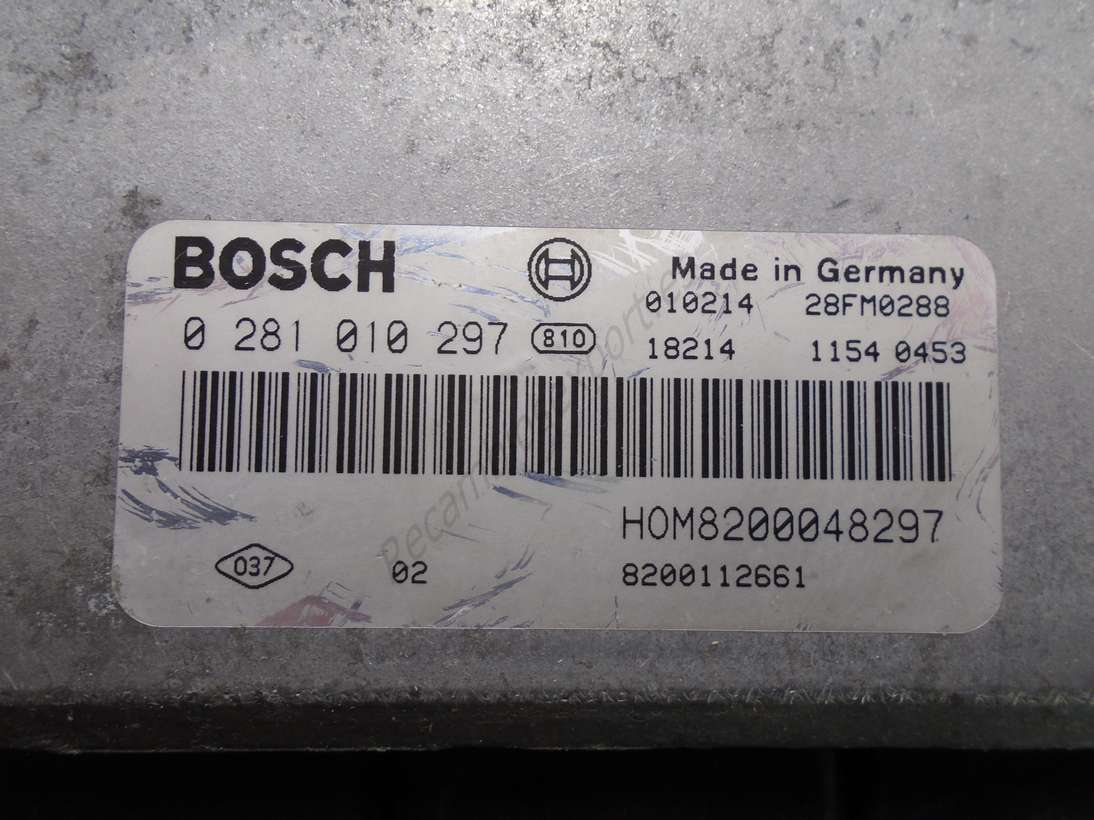 BOSCH
Made in Germany
010214 28FM0288
0 281 010 297 810
18214 1154 0453
HOM8200048297
037 02 8200112661